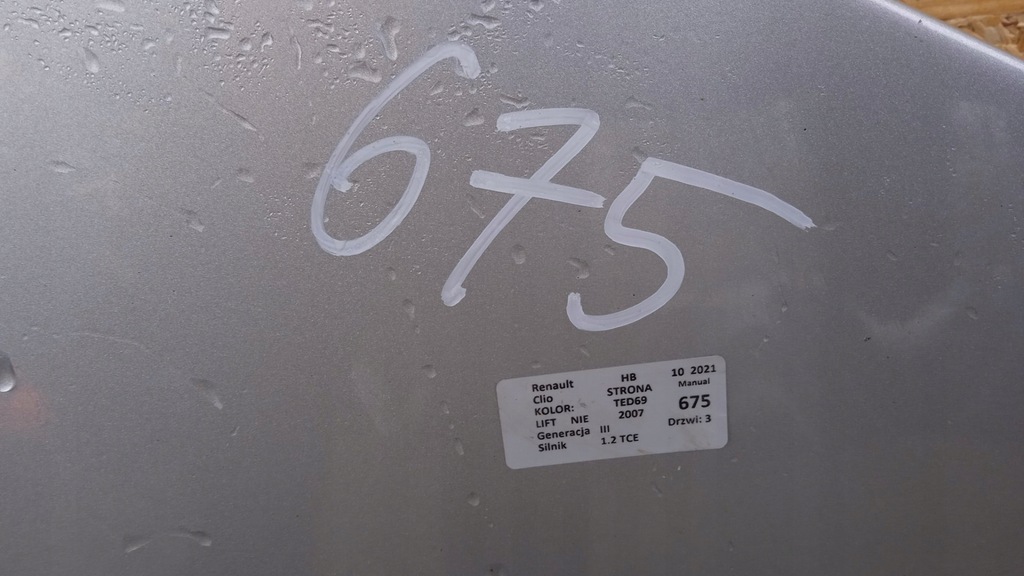 675
Renault HB 10 2021
Clio STRONA Manual
KOLOR: TED69 675
LIFT NIE 2007 Drzwi: 3
Generacja III
Silnik 1.2 TCE